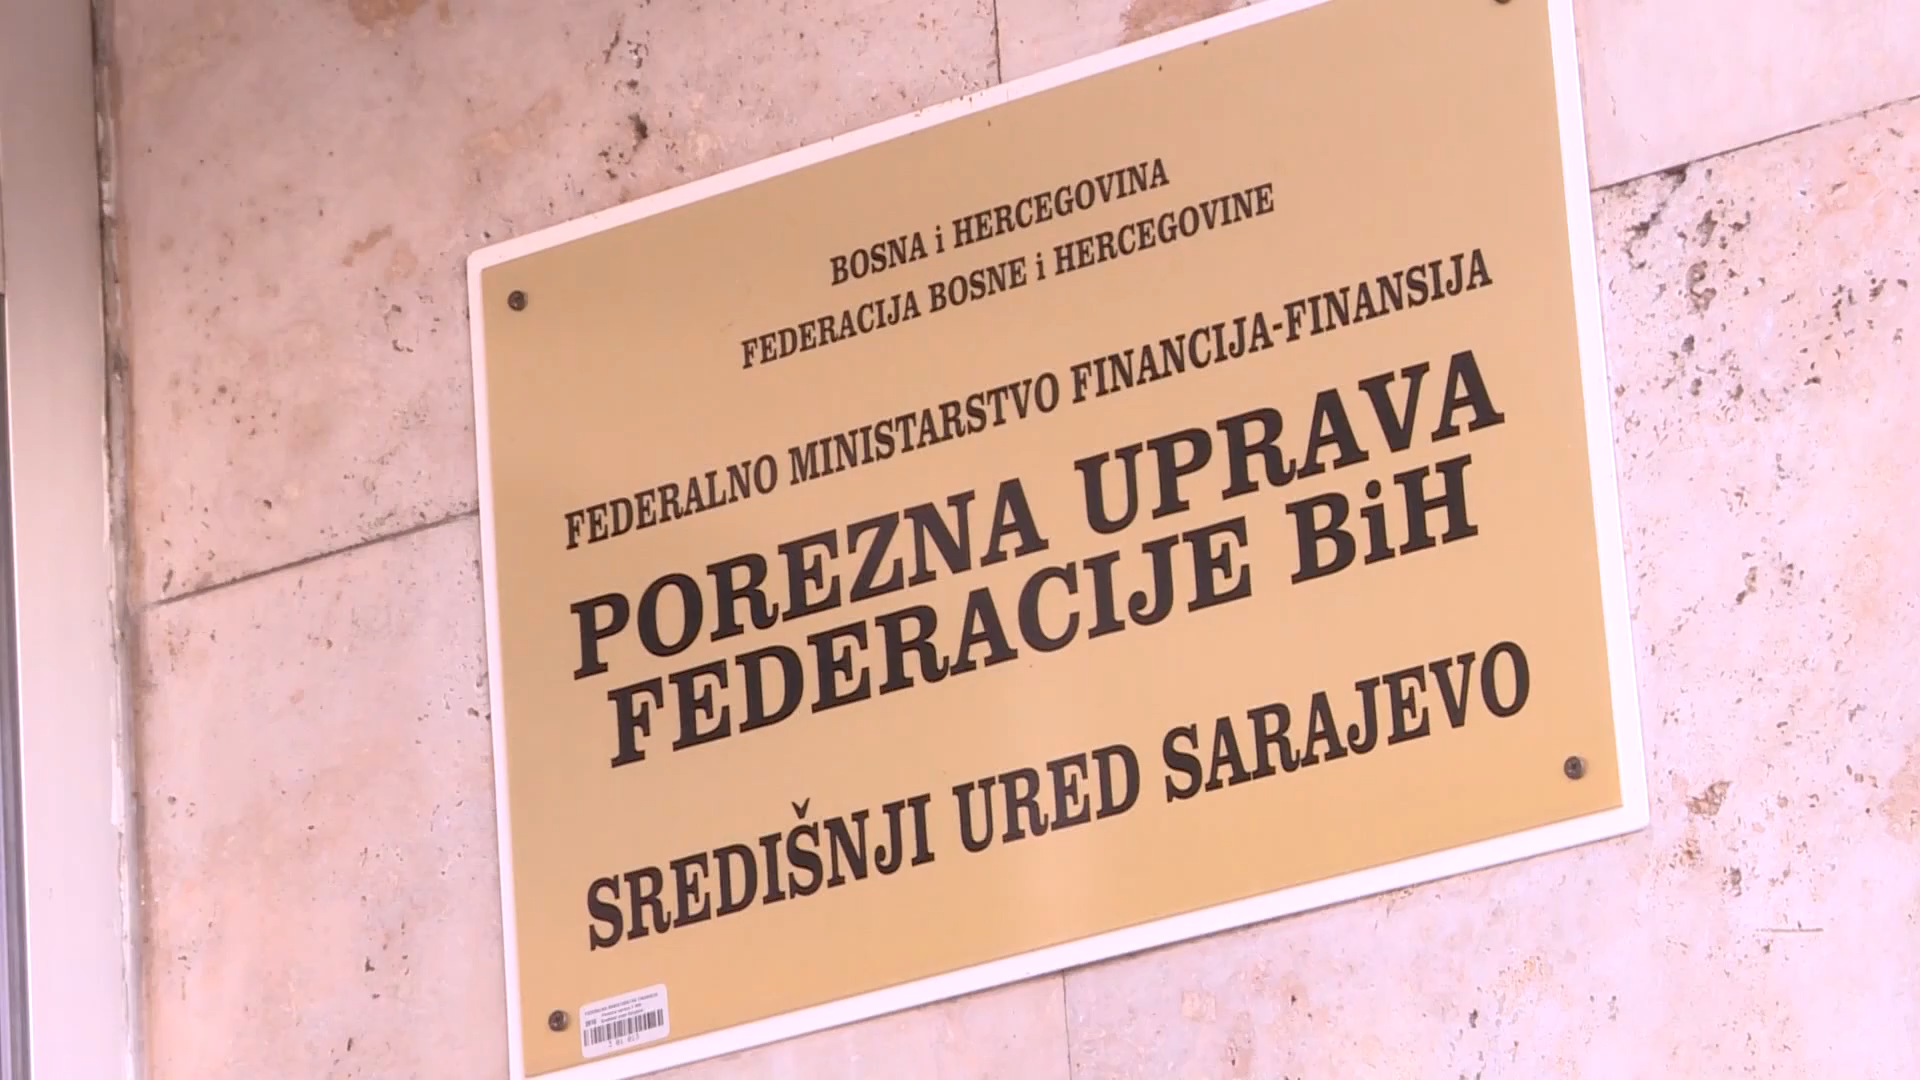 BOSNA i HERCEGOVINA
FEDERACIJA BOSNE i HERCEGOVINE
FEDERALNO MINISTARSTVO FINANCIJA-FINANSIJA
POREZNA UPRAVA
FEDERACIJE BiH
SREDIŠNJI URED SARAJEVO